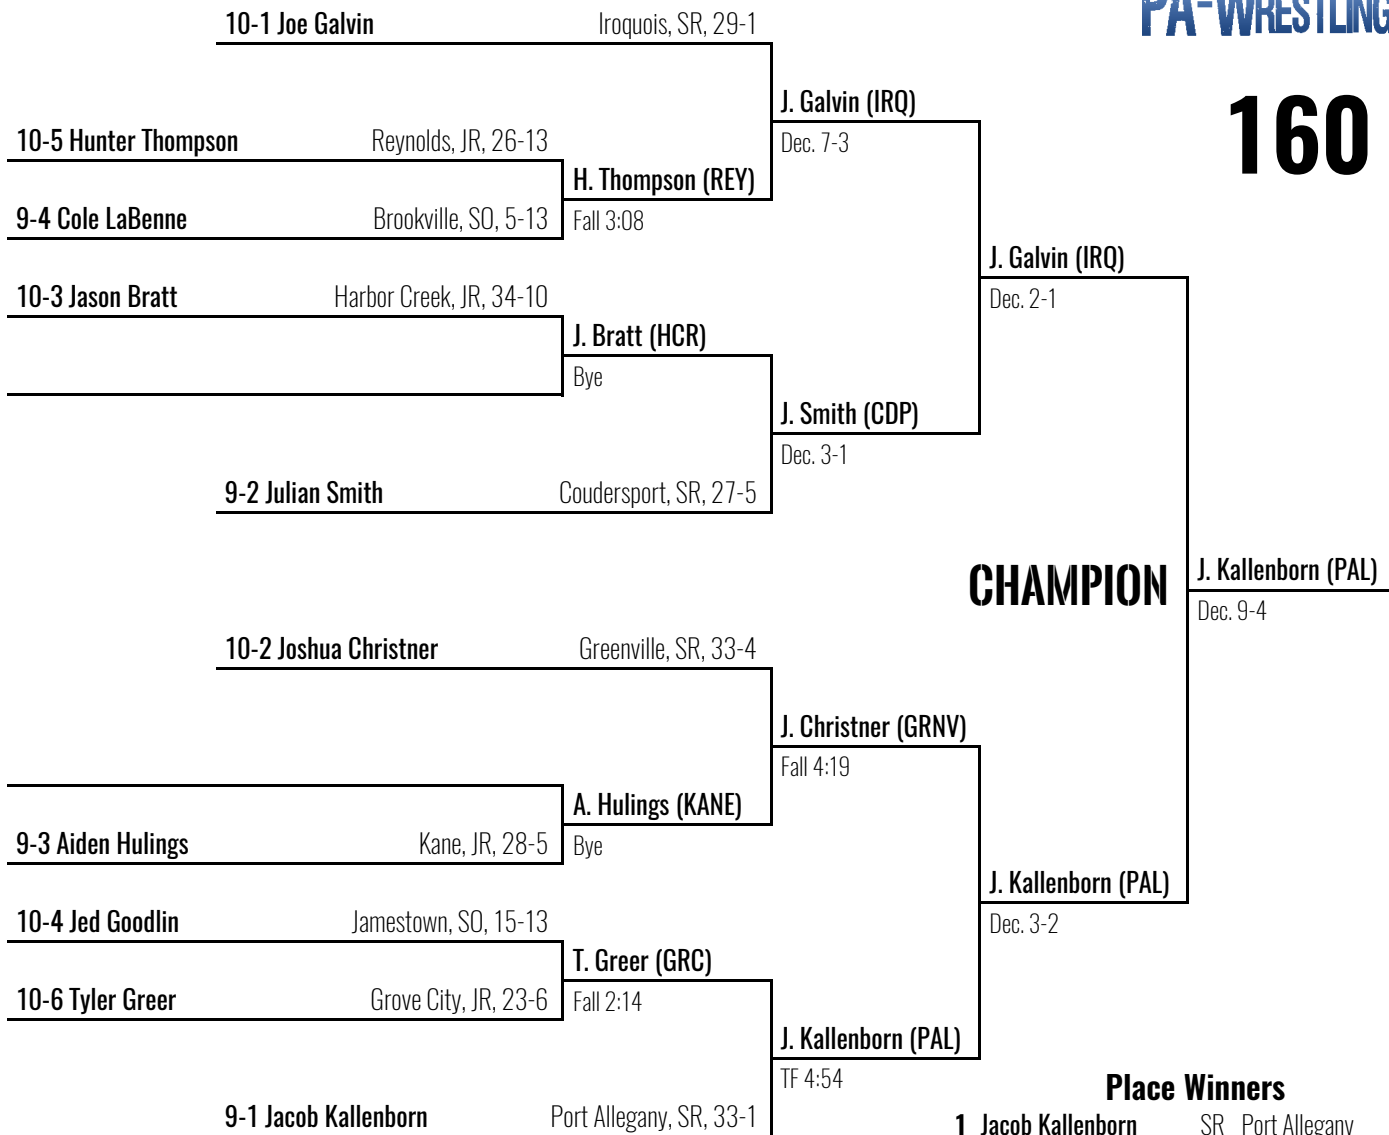 PA-WRESTLING
160
10-1 Joe Galvin Iroquois, SR, 29-1
J. Galvin (IRQ)
Dec. 7-3
10-5 Hunter Thompson Reynolds, JR, 26-13
H. Thompson (REY)
Fall 3:08
9-4 Cole LaBenne Brookville, SO, 5-13
J. Galvin (IRQ)
Dec. 2-1
10-3 Jason Bratt Harbor Creek, JR, 34-10
J. Bratt (HCR)
Bye
J. Smith (CDP)
Dec. 3-1
9-2 Julian Smith Coudersport, SR, 27-5
CHAMPION
J. Kallenborn (PAL)
Dec. 9-4
10-2 Joshua Christner Greenville, SR, 33-4
J. Christner (GRNV)
Fall 4:19
A. Hulings (KANE)
Bye
9-3 Aiden Hulings Kane, JR, 28-5
J. Kallenborn (PAL)
Dec. 3-2
10-4 Jed Goodlin Jamestown, SO, 15-13
T. Greer (GRC)
Fall 2:14
10-6 Tyler Greer Grove City, JR, 23-6
J. Kallenborn (PAL)
TF 4:54
9-1 Jacob Kallenborn Port Allegany, SR, 33-1
Place Winners
1 Jacob Kallenborn SR Port Allegany